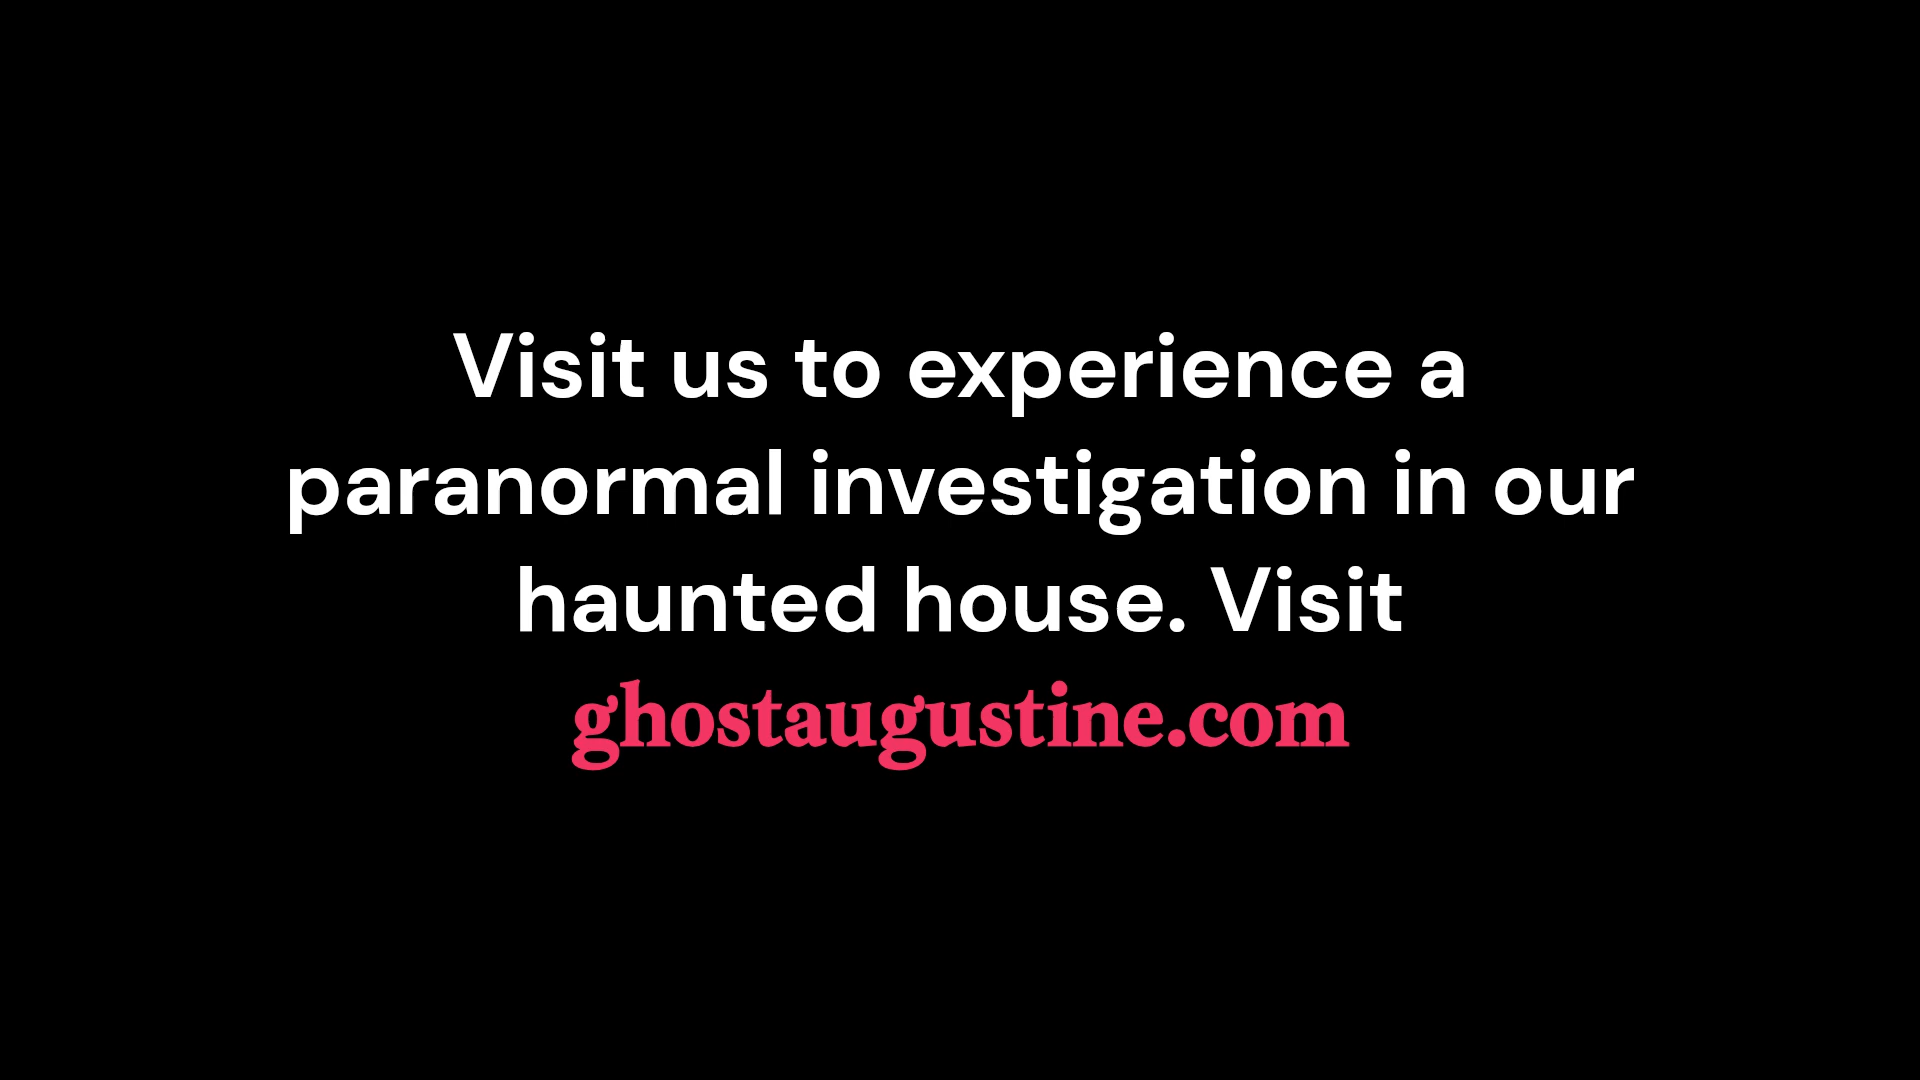 Visit us to experience a
paranormal investigation in our
haunted house. Visit
ghostaugustine.com